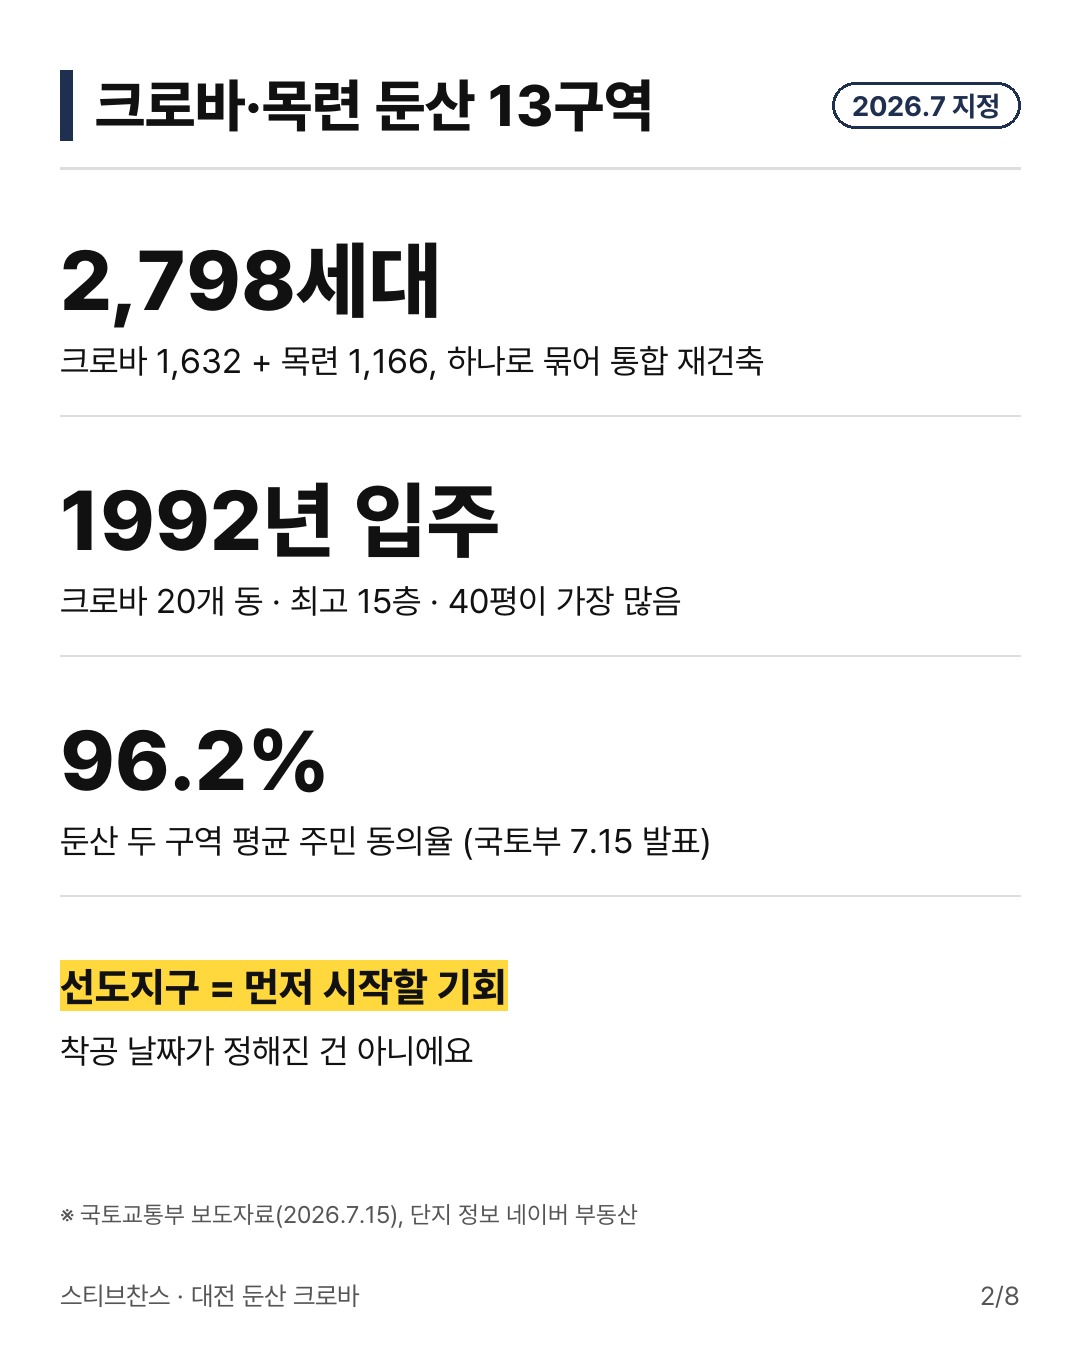 크로바·목련 둔산 13구역
2026.7 지정
2,798세대
크로바 1,632 + 목련 1,166, 하나로 묶어 통합 재건축
1992년 입주
크로바 20개 동 · 최고 15층 · 40평이 가장 많음
96.2%
둔산 두 구역 평균 주민 동의율 (국토부 7.15 발표)
선도지구 = 먼저 시작할 기회
착공 날짜가 정해진 건 아니에요
※ 국토교통부 보도자료(2026.7.15), 단지 정보 네이버 부동산
스티브찬스 · 대전 둔산 크로바
2/8